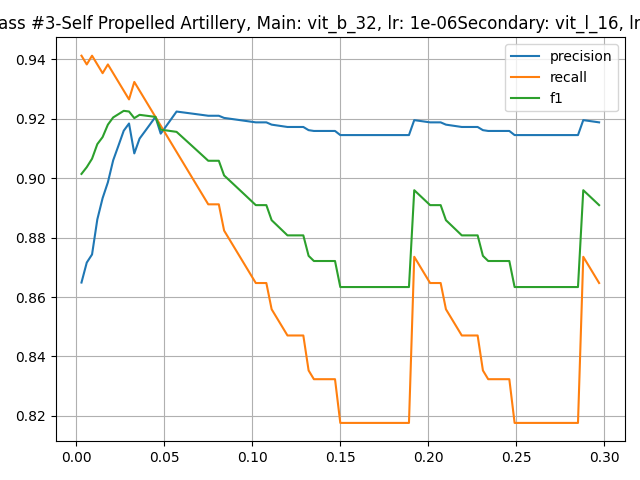 ass #3-Self Propelled Artillery, Main: vit_b_32, lr: 1e-06Secondary: vit_l_16, lr
precision
recall
f1
0.94
0.92
0.90
0.88
0.86
0.84
0.82
0.00 0.05 0.10 0.15 0.20 0.25 0.30